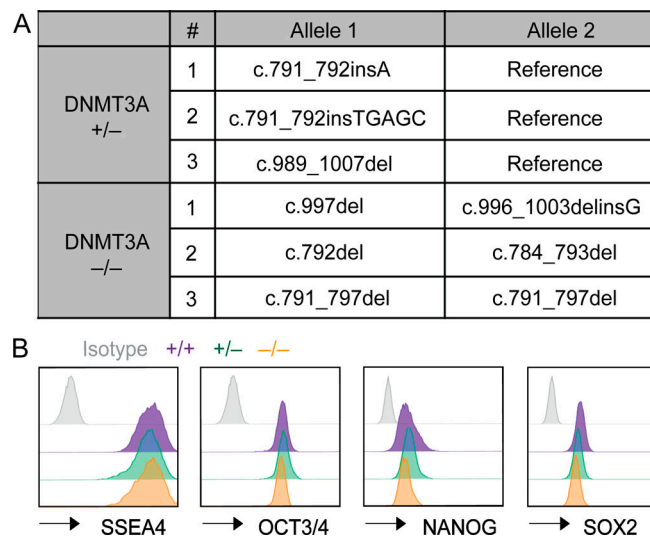 A
# Allele 1 Allele 2
DNMT3A
+/–
1 c.791_792insA Reference
2 c.791_792insTGAGC Reference
3 c.989_1007del Reference
DNMT3A
–/–
1 c.997del c.996_1003delinsG
2 c.792del c.784_793del
3 c.791_797del c.791_797del
B
Isotype +/+ +/– –/–
SSEA4 OCT3/4 NANOG SOX2